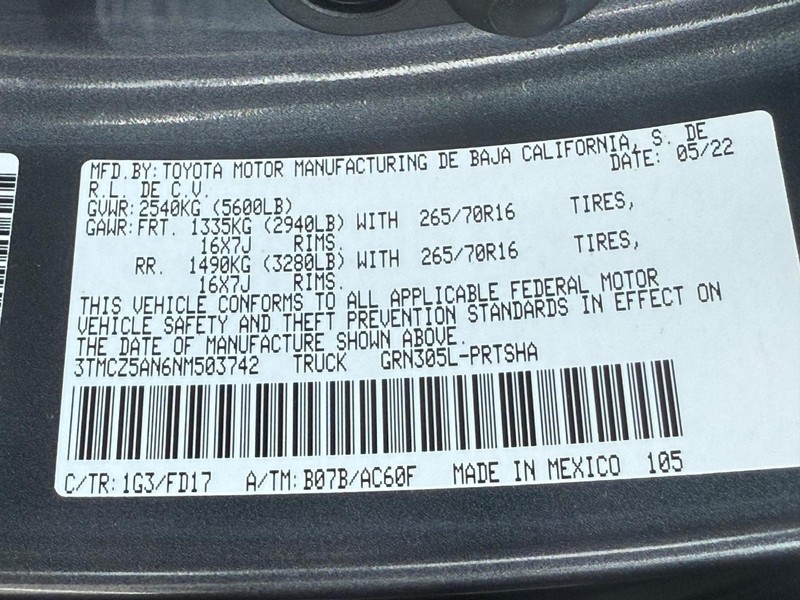 MFD.BY: TOYOTA MOTOR MANUFACTURING DE BAJA CALIFORNIA, S. DE
R.L. DE C.V. DATE: 05/22
GVWR: 2540KG (5600LB)
GAWR: FRT. 1335KG (2940LB) WITH 265/70R16 TIRES,
16X7J RIMS.
RR. 1490KG (3280LB) WITH 265/70R16 TIRES,
16X7J RIMS.
THIS VEHICLE CONFORMS TO ALL APPLICABLE FEDERAL MOTOR
VEHICLE SAFETY AND THEFT PREVENTION STANDARDS IN EFFECT ON
THE DATE OF MANUFACTURE SHOWN ABOVE.
3TMCZ5AN6NM503742 TRUCK GRN305L-PRTSHA
C/TR: 1G3/FD17 A/TM: B07B/AC60F MADE IN MEXICO 105